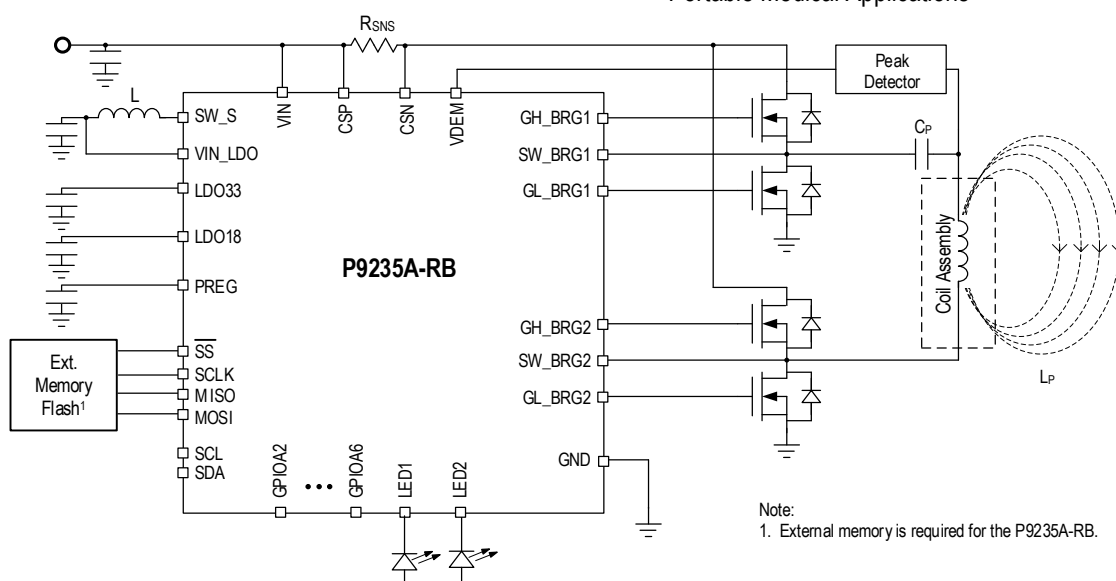 Portable Medical Applications
RSNS
Peak
Detector
L
SW_S
VIN
CSP
CSN
VDEM
GH_BRG1
CP
VIN_LDO
SW_BRG1
LDO33
GL_BRG1
LDO18
Coil Assembly
P9235A-RB
PREG
GH_BRG2
Ext.
Memory
Flash¹
SS
SCLK
MISO
MOSI
SW_BRG2
LP
GL_BRG2
SCL
SDA
GPIOA2
•••
GPIOA6
LED1
LED2
GND
Note:
1. External memory is required for the P9235A-RB.